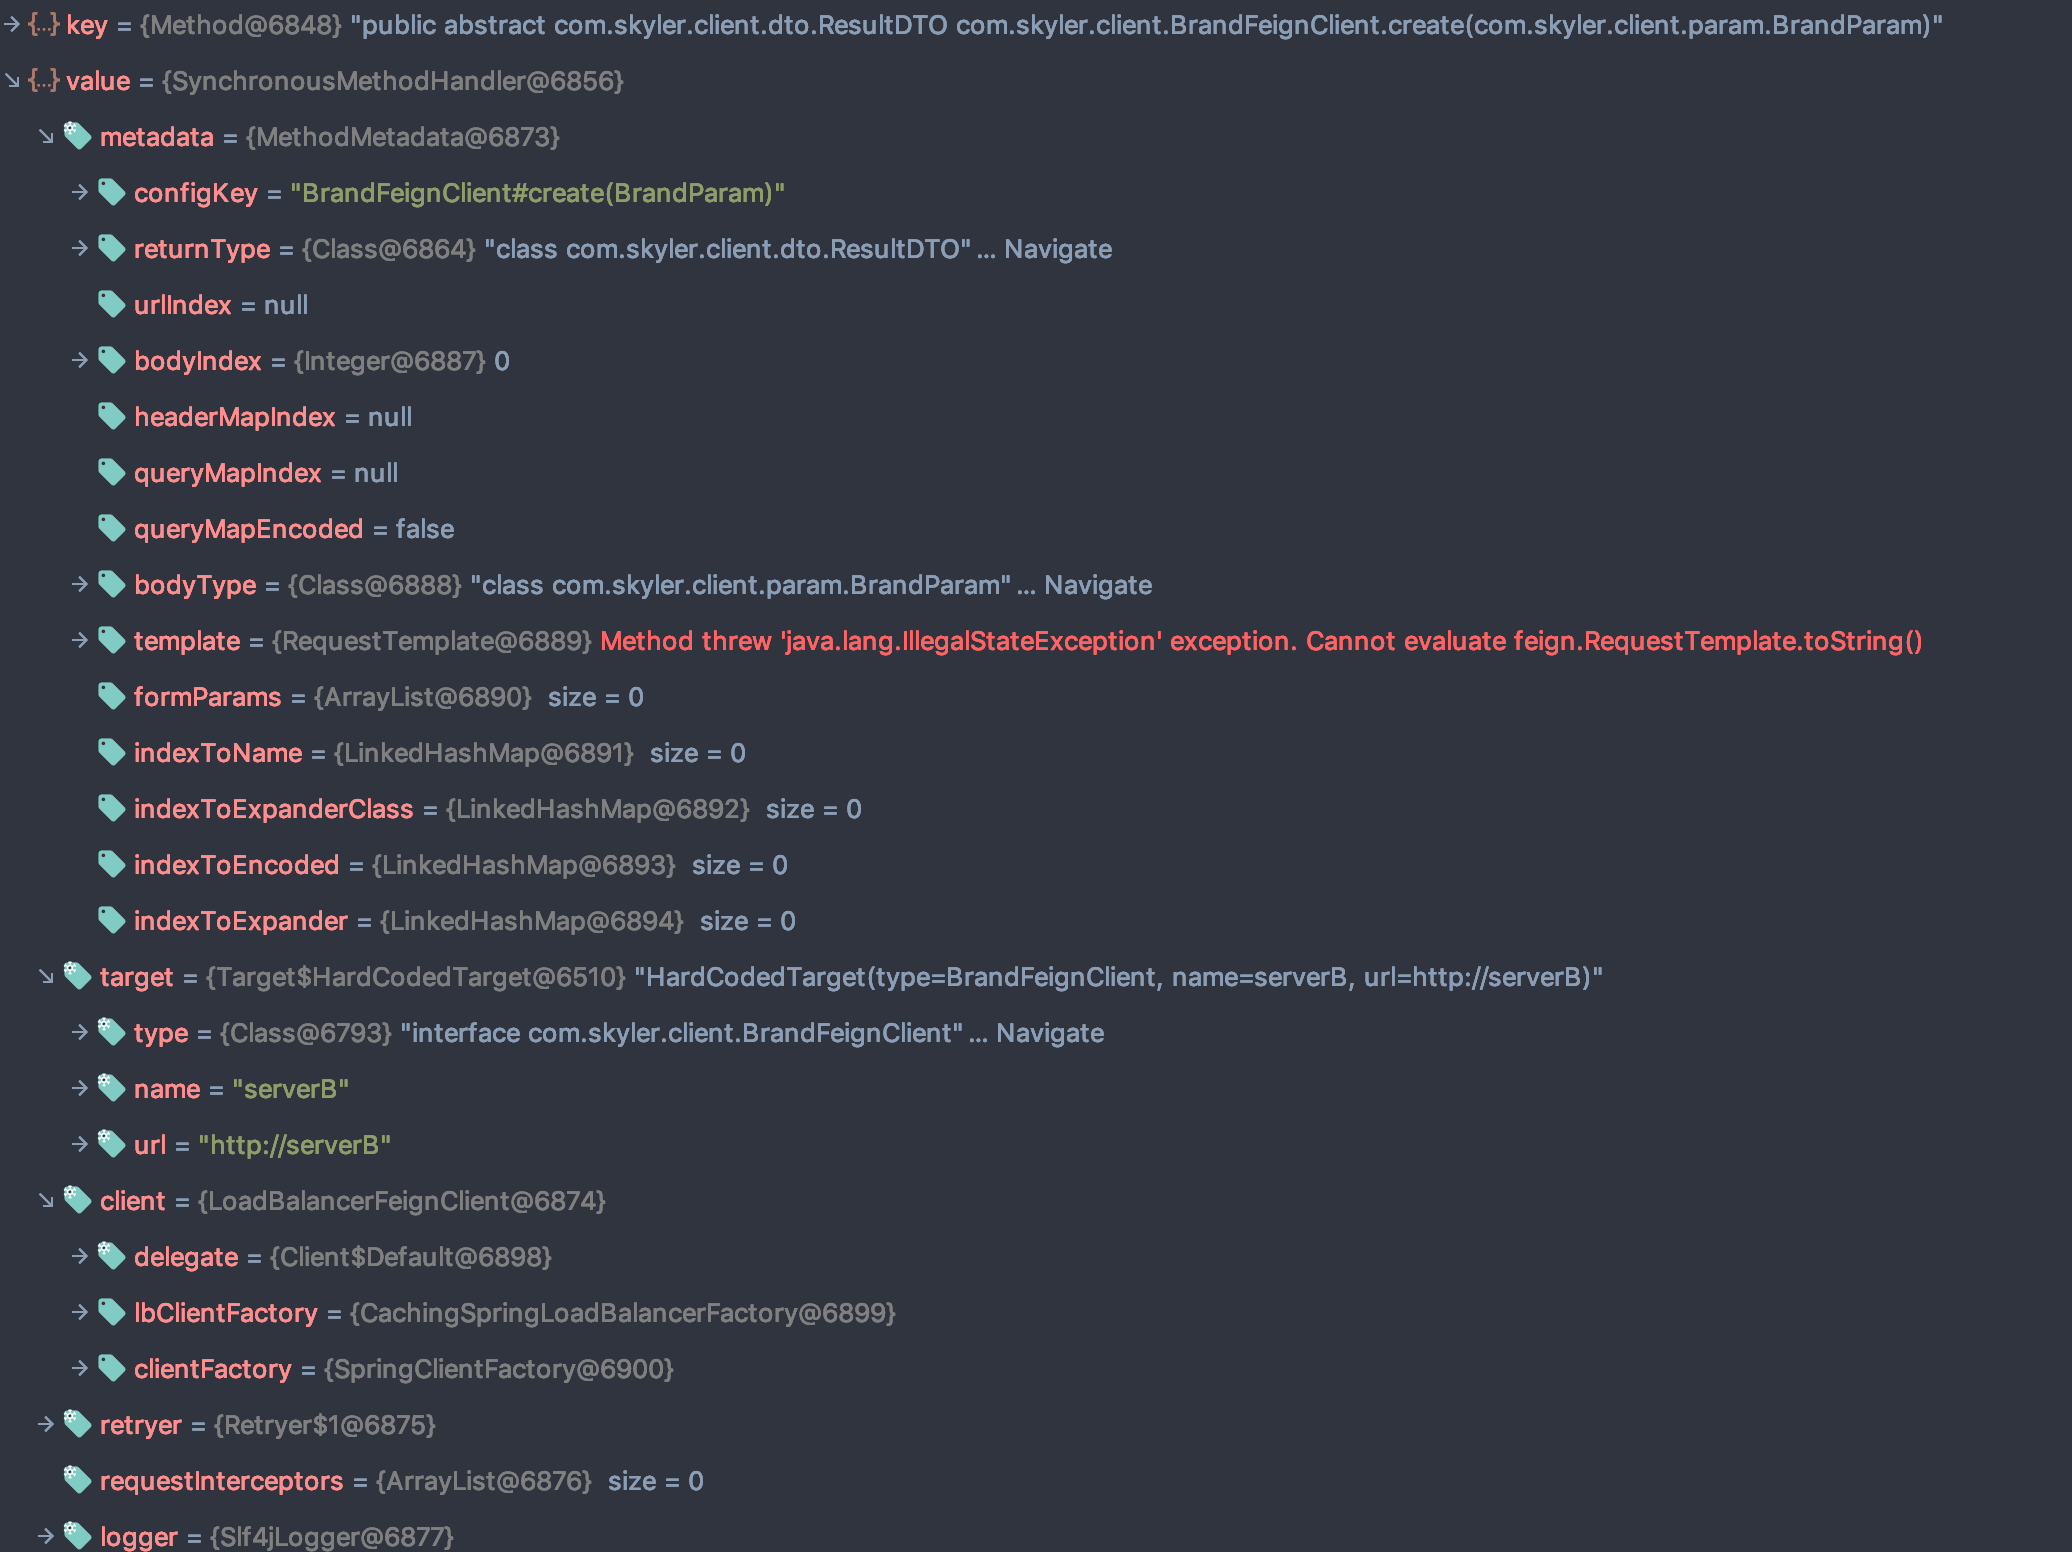 {...} key = {Method@6848} "public abstract com.skyler.client.dto.ResultDTO com.skyler.client.BrandFeignClient.create(com.skyler.client.param.BrandParam)"
{...} value = {SynchronousMethodHandler@6856}
metadata = {MethodMetadata@6873}
configKey = "BrandFeignClient#create(BrandParam)"
returnType = {Class@6864} "class com.skyler.client.dto.ResultDTO" ... Navigate
urlIndex = null
bodyIndex = {Integer@6887} 0
headerMapIndex = null
queryMapIndex = null
queryMapEncoded = false
bodyType = {Class@6888} "class com.skyler.client.param.BrandParam" ... Navigate
template = {RequestTemplate@6889} Method threw 'java.lang.IllegalStateException' exception. Cannot evaluate feign.RequestTemplate.toString()
formParams = {ArrayList@6890} size = 0
indexToName = {LinkedHashMap@6891} size = 0
indexToExpanderClass = {LinkedHashMap@6892} size = 0
indexToEncoded = {LinkedHashMap@6893} size = 0
indexToExpander = {LinkedHashMap@6894} size = 0
target = {Target$HardCodedTarget@6510} "HardCodedTarget(type=BrandFeignClient, name=serverB, url=http://serverB)"
type = {Class@6793} "interface com.skyler.client.BrandFeignClient" ... Navigate
name = "serverB"
url = "http://serverB"
client = {LoadBalancerFeignClient@6874}
delegate = {Client$Default@6898}
lbClientFactory = {CachingSpringLoadBalancerFactory@6899}
clientFactory = {SpringClientFactory@6900}
retryer = {Retryer$1@6875}
requestInterceptors = {ArrayList@6876} size = 0
logger = {Slf4jLogger@6877}